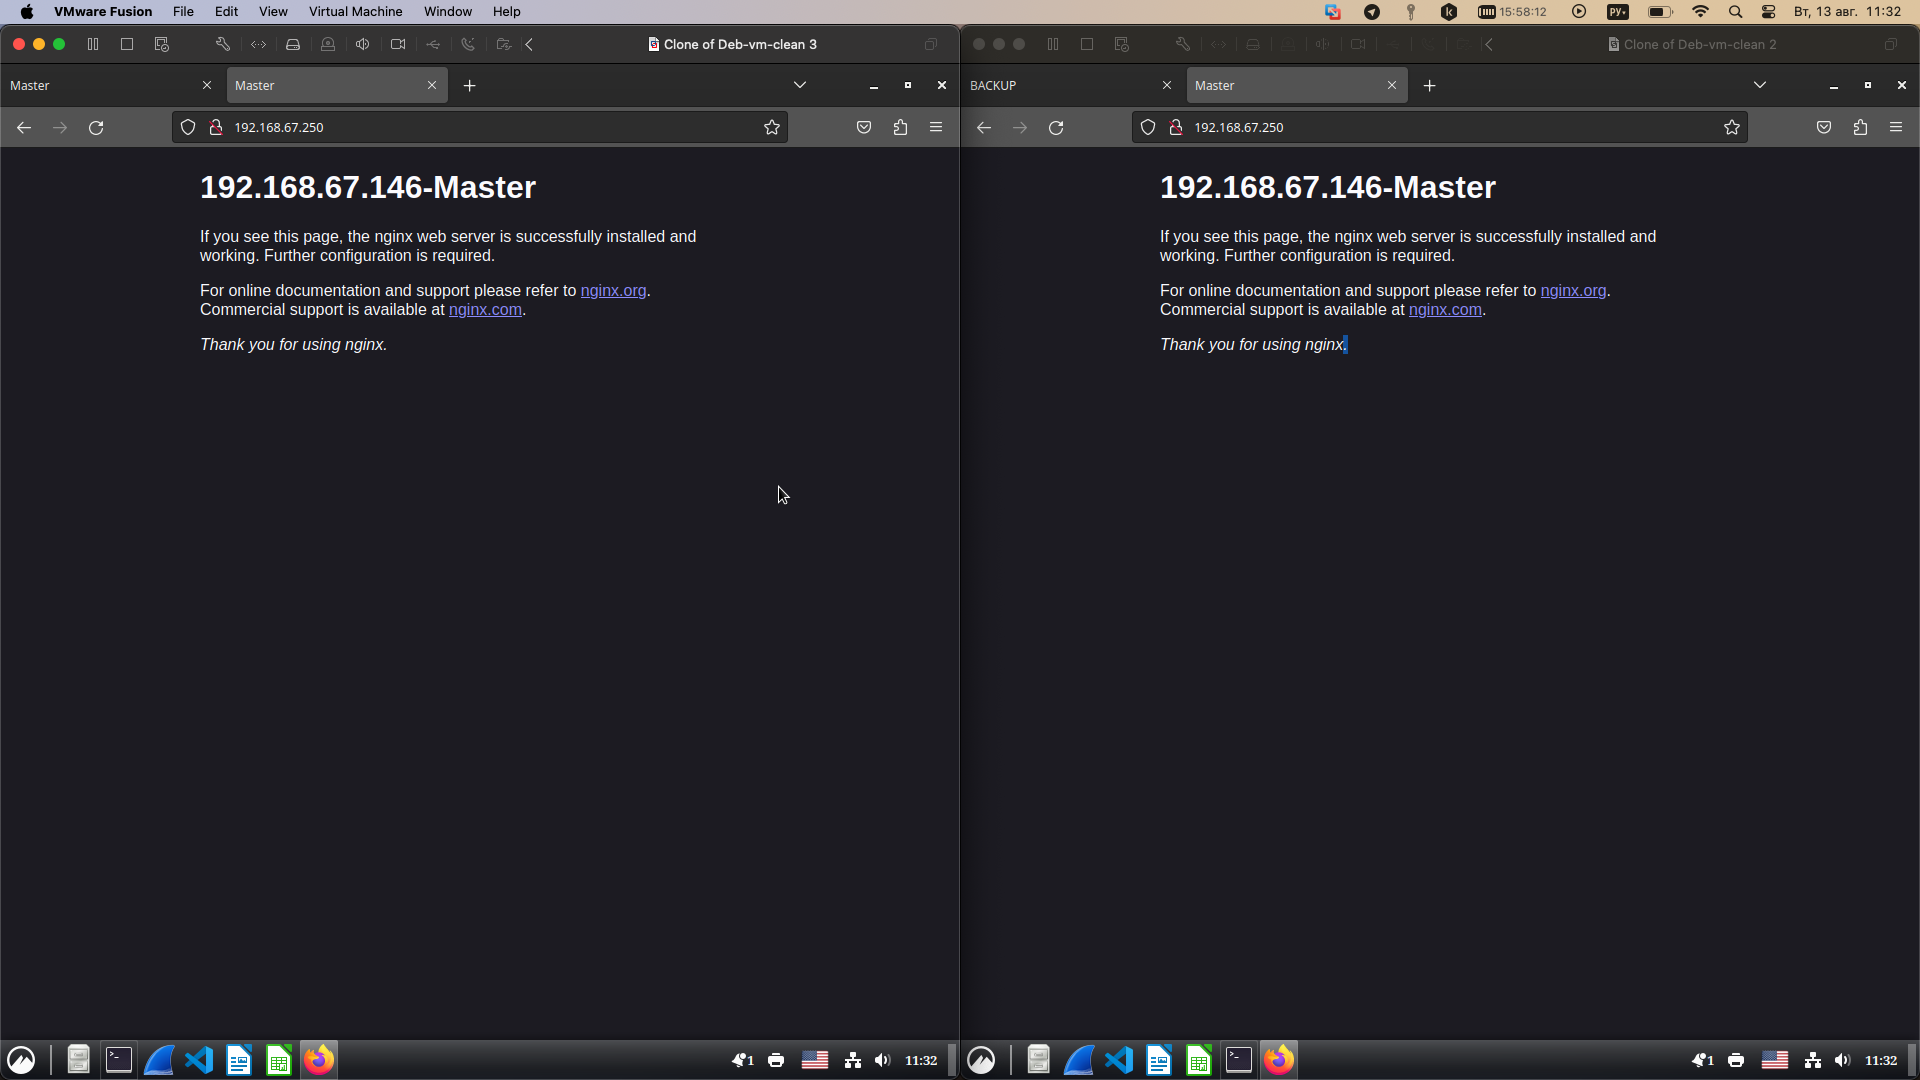 VMware Fusion File Edit View Virtual Machine Window Help 15:58:12 РУ Вт, 13 авг. 11:32
Clone of Deb-vm-clean 3
Master
Master
192.168.67.250
192.168.67.146-Master
If you see this page, the nginx web server is successfully installed and
working. Further configuration is required.
For online documentation and support please refer to nginx.org.
Commercial support is available at nginx.com.
Thank you for using nginx.
1 11:32
Clone of Deb-vm-clean 2
BACKUP
Master
192.168.67.250
192.168.67.146-Master
If you see this page, the nginx web server is successfully installed and
working. Further configuration is required.
For online documentation and support please refer to nginx.org.
Commercial support is available at nginx.com.
Thank you for using nginx.
1 11:32